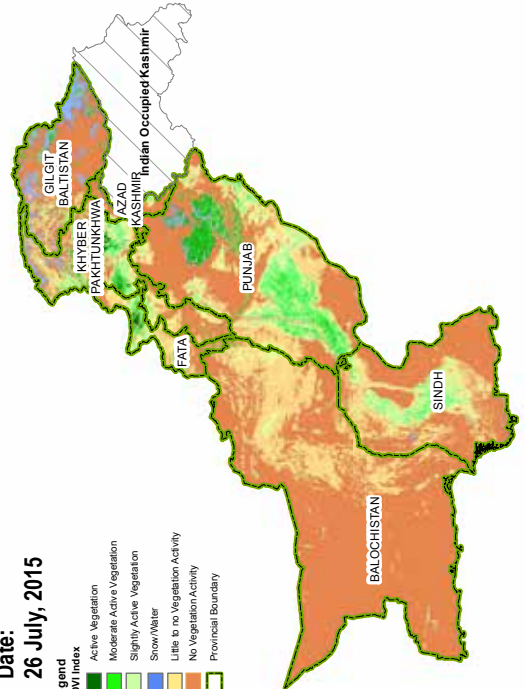 Date:
26 July, 2015
gend
VI Index
Active Vegetation
Moderate Active Vegetation
Slightly Active Vegetation
Snow/Water
Little to no Vegetation Activity
No Vegetation Activity
Provincial Boundary
GILGIT
BALTISTAN
KHYBER
PAKHTUNKHWA
AZAD
KASHMIR
Indian Occupied Kashmir
FATA
PUNJAB
BALOCHISTAN
SINDH